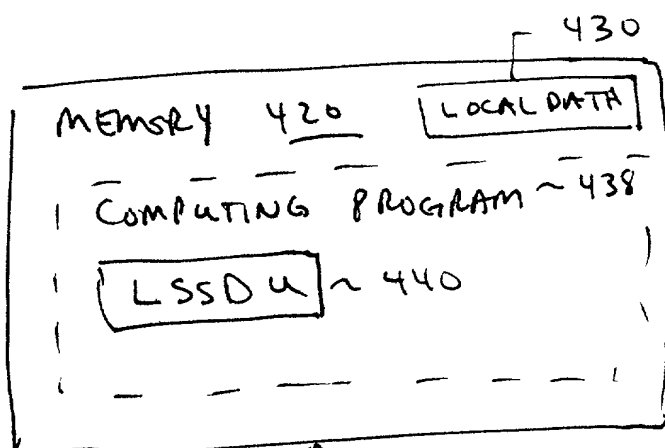 430
MEMORY 420 LOCAL DATA
COMPUTING PROGRAM ~ 438
LSSDU ~ 440